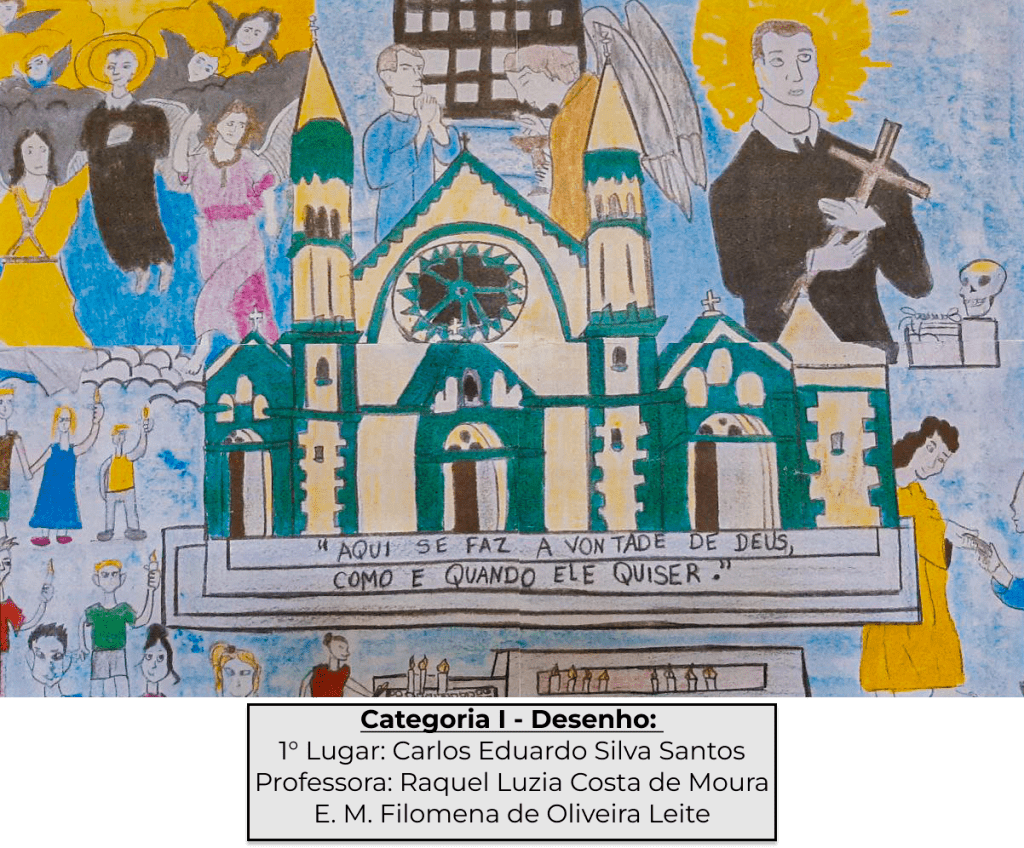 "AQUI SE FAZ A VONTADE DE DEUS,
COMO E QUANDO ELE QUISER."
Categoria I - Desenho:
1° Lugar: Carlos Eduardo Silva Santos
Professora: Raquel Luzia Costa de Moura
E. M. Filomena de Oliveira Leite